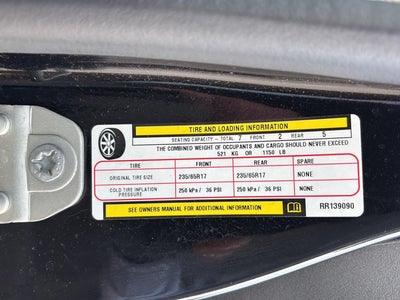 TIRE AND LOADING INFORMATION
SEATING CAPACITY - TOTAL 7 FRONT 2 REAR 5
THE COMBINED WEIGHT OF OCCUPANTS AND CARGO SHOULD NEVER EXCEED
521 KG OR 1150 LB
TIRE FRONT REAR SPARE
ORIGINAL TIRE SIZE 235/65R17 235/65R17 NONE
COLD TIRE INFLATION PRESSURE 250 kPa / 36 PSI 250 kPa / 36 PSI NONE
SEE OWNERS MANUAL FOR ADDITIONAL INFORMATION RR139090